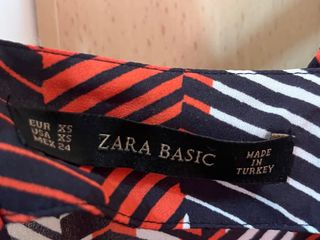 EUR XS
USA XS
MEX 24
ZARA BASIC
MADE IN
TURKEY